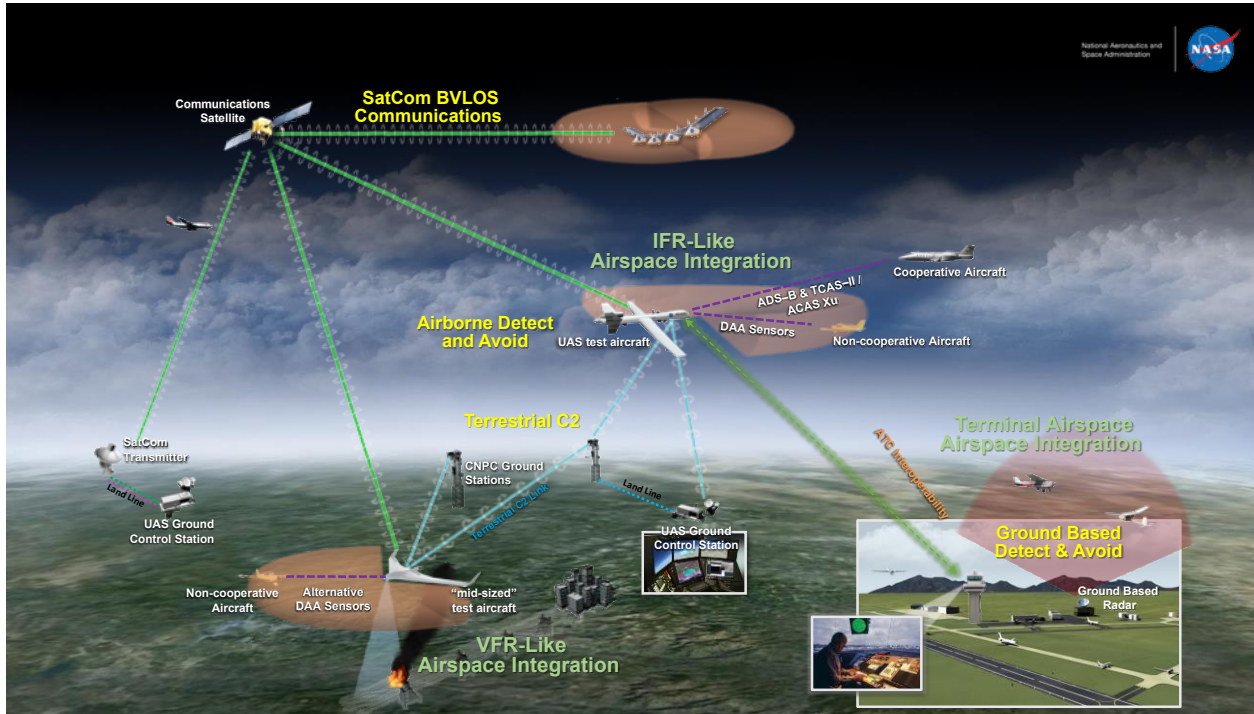 National Aeronautics and
Space Administration
NASA
Communications
Satellite
SatCom BVLOS
Communications
IFR-Like
Airspace Integration
Cooperative Aircraft
ADS–B & TCAS–II /
ACAS Xu
DAA Sensors
Non-cooperative Aircraft
Airborne Detect
and Avoid
UAS test aircraft
Terrestrial C2
Terminal Airspace
Airspace Integration
ATC Interoperability
SatCom
Transmitter
Land Line
UAS Ground
Control Station
CNPC Ground
Stations
Terrestrial C2 Link
Land Line
UAS Ground
Control Station
Ground Based
Detect & Avoid
Ground Based
Radar
Non-cooperative
Aircraft
Alternative
DAA Sensors
“mid-sized”
test aircraft
VFR-Like
Airspace Integration